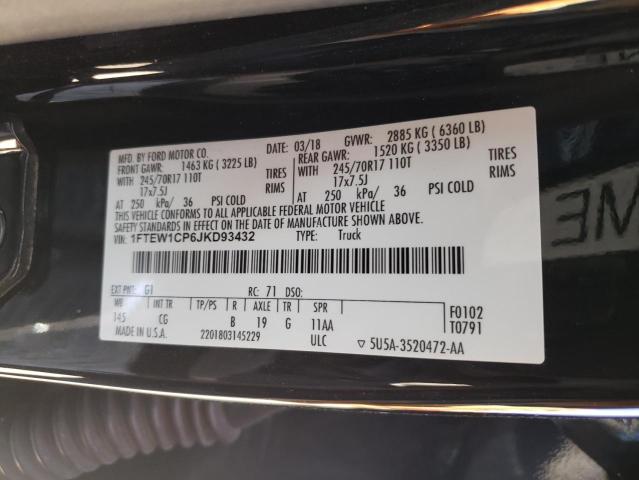 MFD. BY FORD MOTOR CO. DATE: 03/18 GVWR: 2885 KG ( 6360 LB)
FRONT GAWR: 1463 KG ( 3225 LB) REAR GAWR: 1520 KG ( 3350 LB)
WITH 245/70R17 110T TIRES WITH 245/70R17 110T TIRES
17x7.5J RIMS 17x7.5J RIMS
AT 250 kPa/ 36 PSI COLD AT 250 kPa/ 36 PSI COLD
THIS VEHICLE CONFORMS TO ALL APPLICABLE FEDERAL MOTOR VEHICLE
SAFETY STANDARDS IN EFFECT ON THE DATE OF MANUFACTURE SHOWN ABOVE.
VIN: 1FTEW1CP6JKD93432 TYPE: Truck
EXT PNT: G1 RC: 71 DSO:
WB INT TR TP/PS R AXLE TR SPR
145 CG B 19 G 11AA
F0102
T0791
MADE IN U.S.A. 2201803145229 ULC ▽ 5U5A-3520472-AA